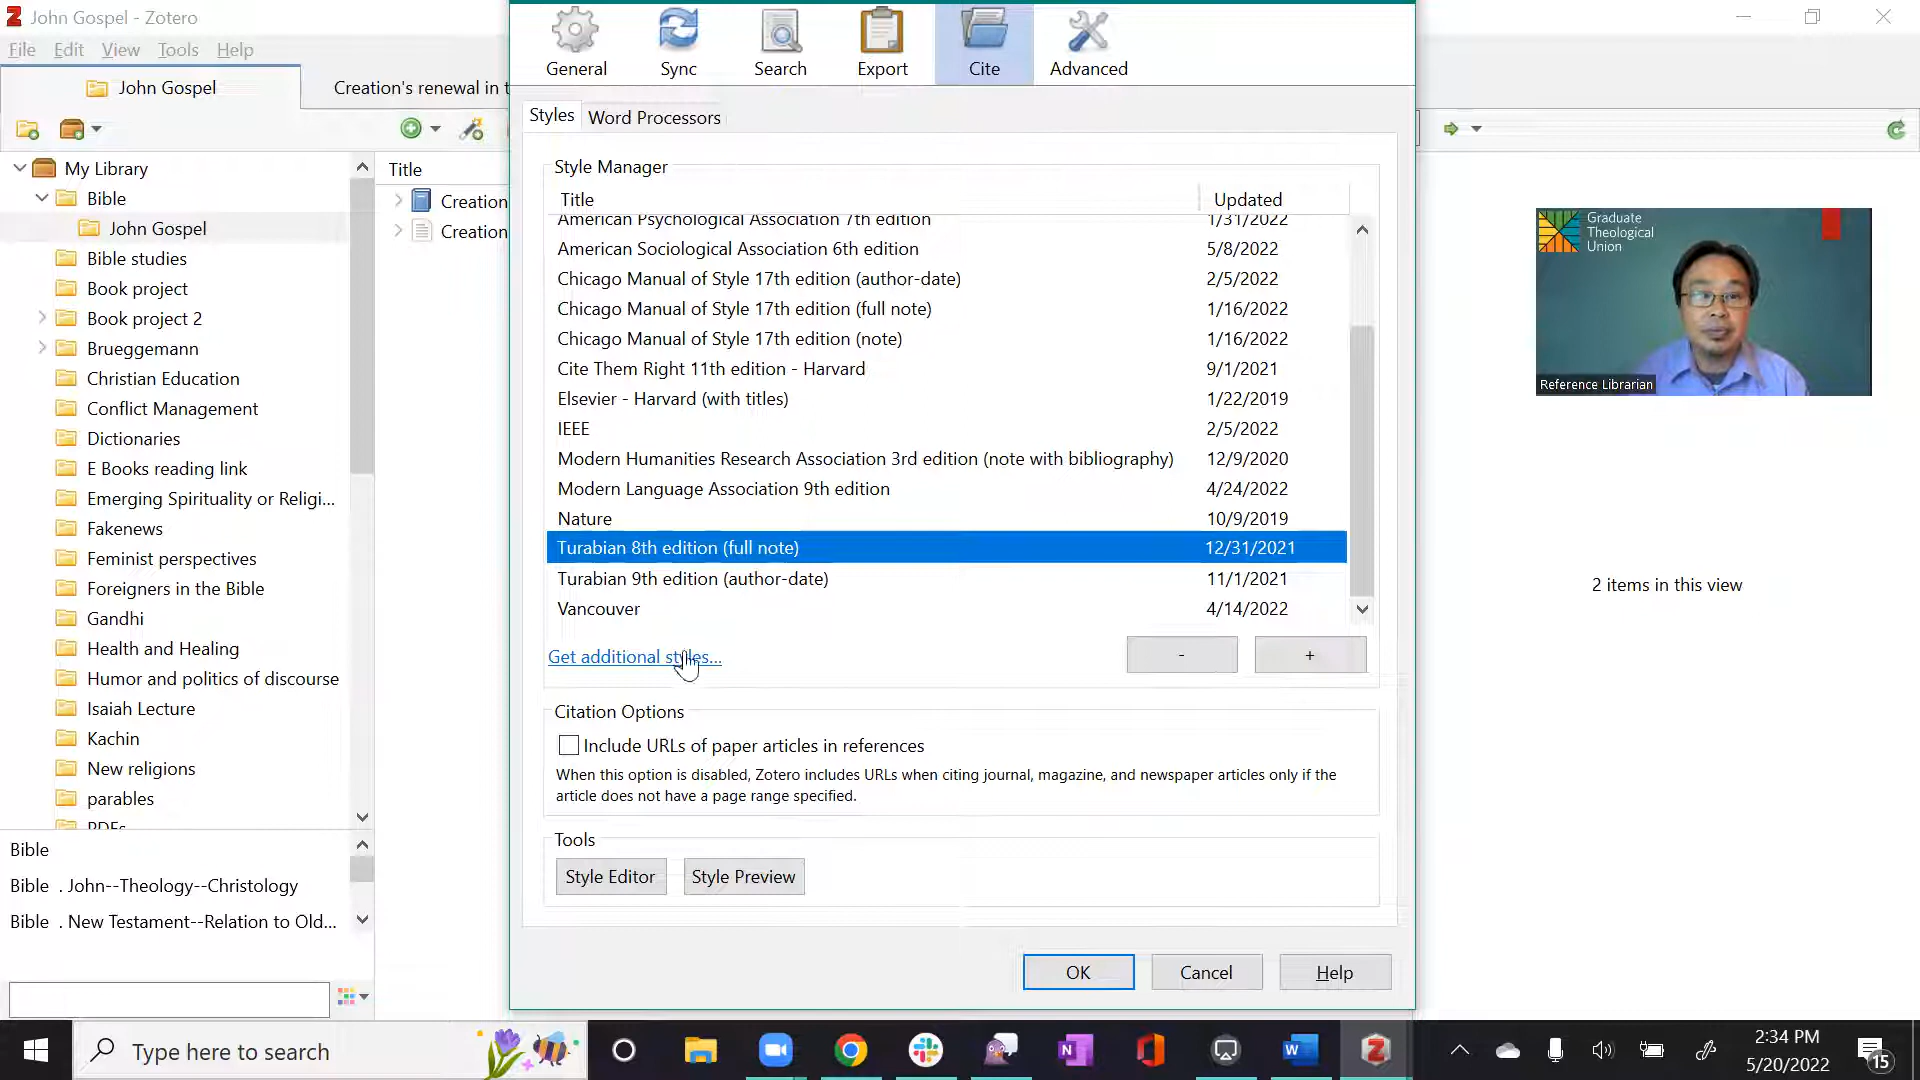 John Gospel - Zotero
File Edit View Tools Help
John Gospel
Creation's renewal in t
My Library
Bible
John Gospel
Bible studies
Book project
Book project 2
Brueggemann
Christian Education
Conflict Management
Dictionaries
E Books reading link
Emerging Spirituality or Religi...
Fakenews
Feminist perspectives
Foreigners in the Bible
Gandhi
Health and Healing
Humor and politics of discourse
Isaiah Lecture
Kachin
New religions
parables
PDFs
Bible
Bible . John--Theology--Christology
Bible . New Testament--Relation to Old...
Title
Creation
Creation
General Sync Search Export Cite Advanced
Styles Word Processors
Style Manager
Title Updated
American Psychological Association 7th edition 1/31/2022
American Sociological Association 6th edition 5/8/2022
Chicago Manual of Style 17th edition (author-date) 2/5/2022
Chicago Manual of Style 17th edition (full note) 1/16/2022
Chicago Manual of Style 17th edition (note) 1/16/2022
Cite Them Right 11th edition - Harvard 9/1/2021
Elsevier - Harvard (with titles) 1/22/2019
IEEE 2/5/2022
Modern Humanities Research Association 3rd edition (note with bibliography) 12/9/2020
Modern Language Association 9th edition 4/24/2022
Nature 10/9/2019
Turabian 8th edition (full note) 12/31/2021
Turabian 9th edition (author-date) 11/1/2021
Vancouver 4/14/2022
Get additional styles...
- +
Citation Options
Include URLs of paper articles in references
When this option is disabled, Zotero includes URLs when citing journal, magazine, and newspaper articles only if the
article does not have a page range specified.
Tools
Style Editor Style Preview
OK Cancel Help
Graduate
Theological
Union
Reference Librarian
2 items in this view
Type here to search
2:34 PM
5/20/2022
15